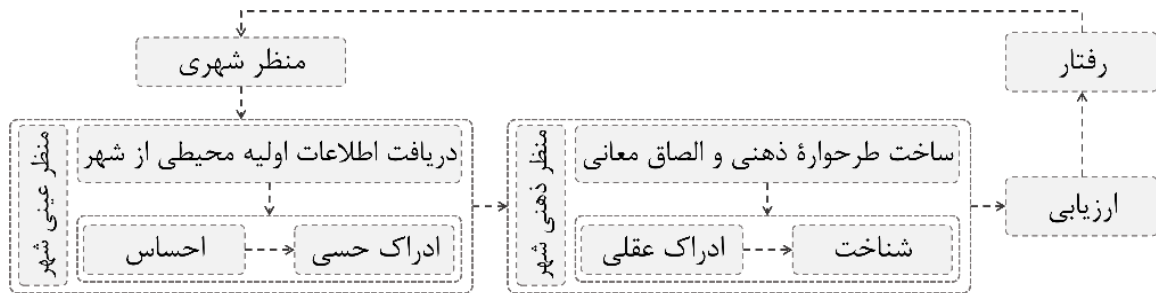 منظر شهری
رفتار
منظر عینی شهر
دریافت اطلاعات اولیه محیطی از شهر
احساس
ادراک حسی
منظر ذهنی شهر
ساخت طرحوارۀ ذهنی و الصاق معانی
ادراک عقلی
شناخت
ارزیابی